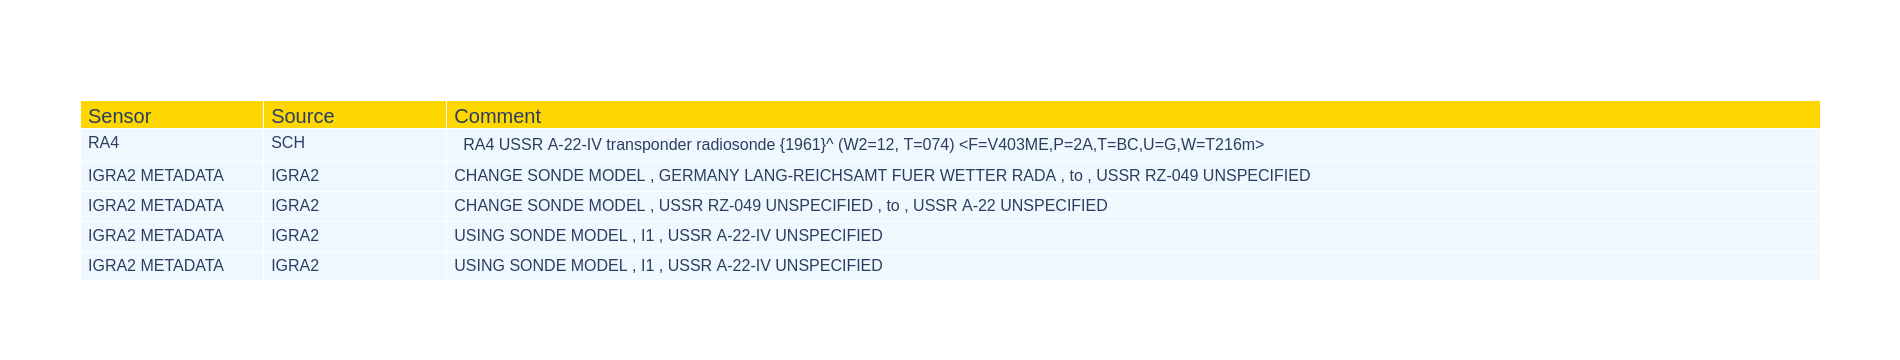 Sensor Source Comment
RA4 SCH RA4 USSR A-22-IV transponder radiosonde {1961}^ (W2=12, T=074) <F=V403ME,P=2A,T=BC,U=G,W=T216m>
IGRA2 METADATA IGRA2 CHANGE SONDE MODEL , GERMANY LANG-REICHSAMT FUER WETTER RADA , to , USSR RZ-049 UNSPECIFIED
IGRA2 METADATA IGRA2 CHANGE SONDE MODEL , USSR RZ-049 UNSPECIFIED , to , USSR A-22 UNSPECIFIED
IGRA2 METADATA IGRA2 USING SONDE MODEL , I1 , USSR A-22-IV UNSPECIFIED
IGRA2 METADATA IGRA2 USING SONDE MODEL , I1 , USSR A-22-IV UNSPECIFIED